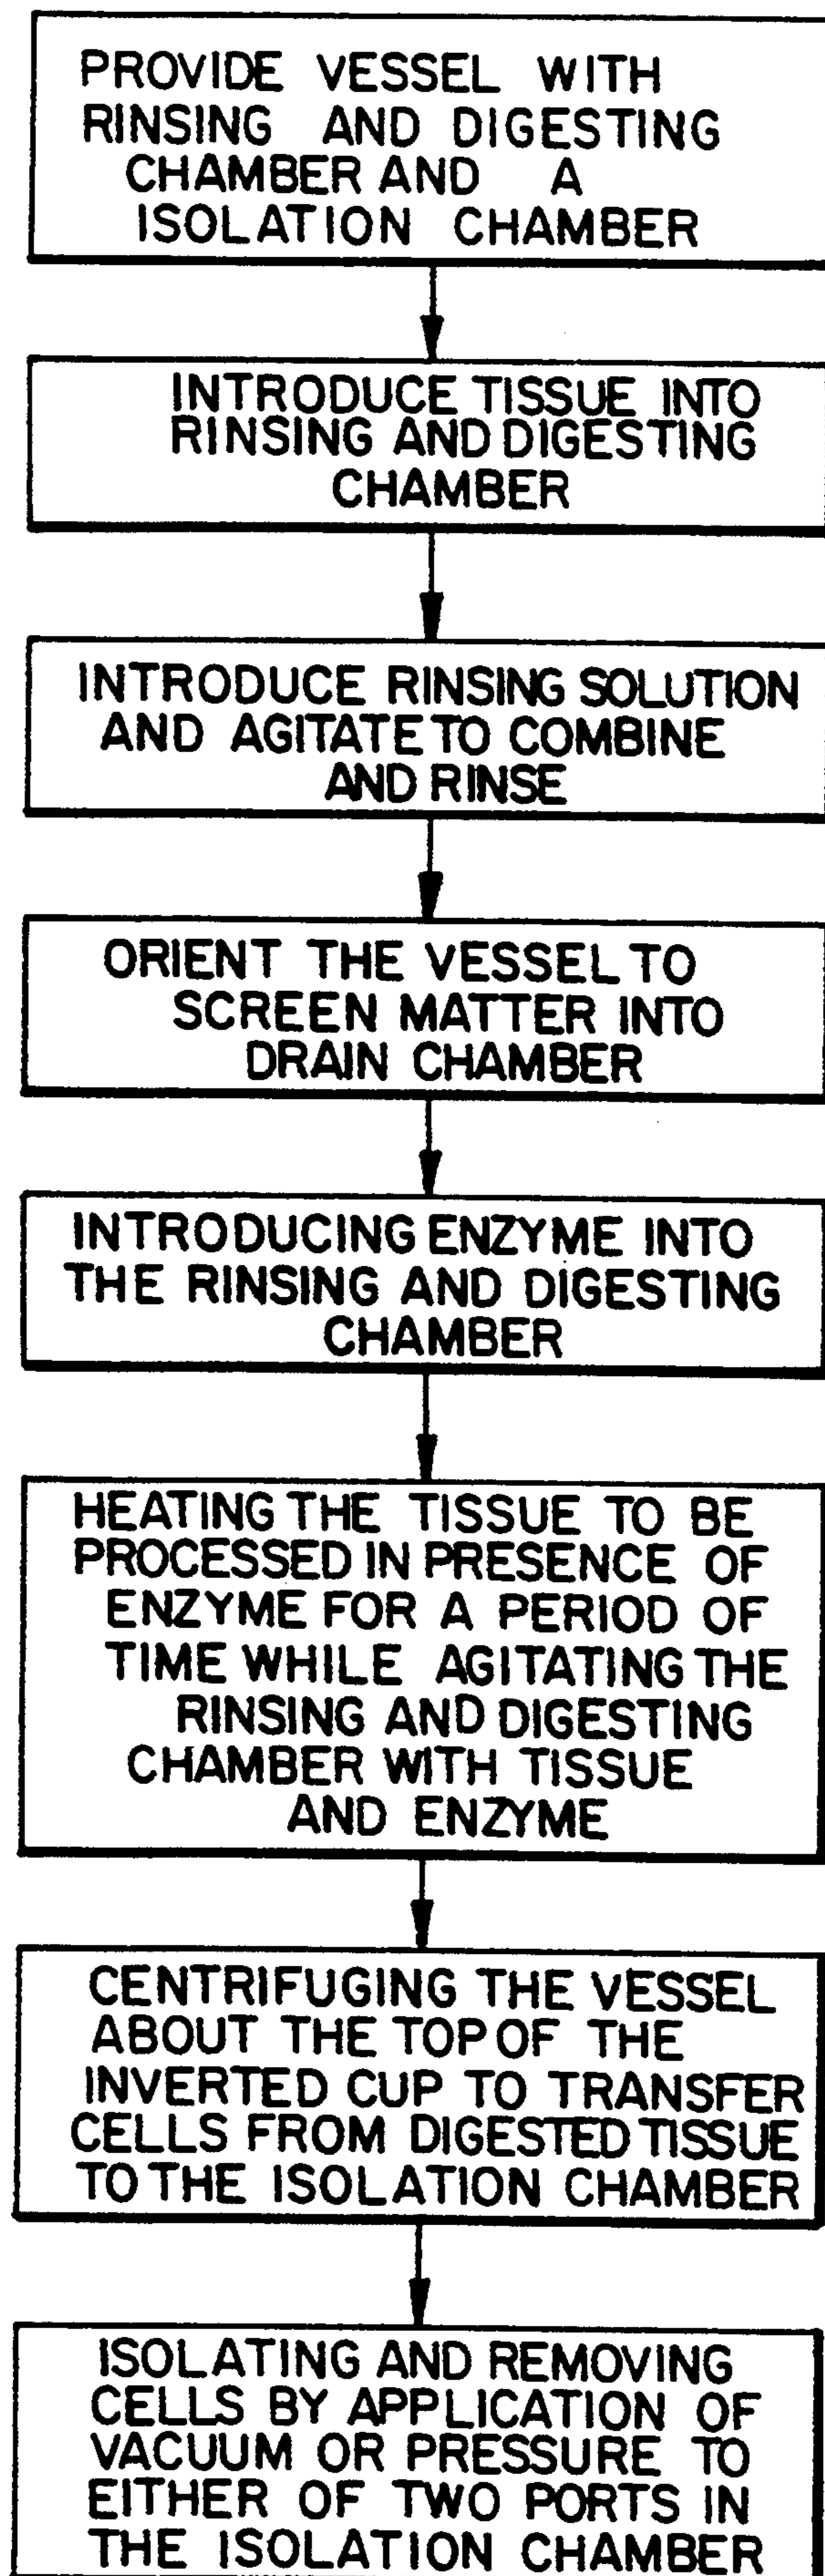 PROVIDE VESSEL WITH
RINSING AND DIGESTING
CHAMBER AND A
ISOLATION CHAMBER
INTRODUCE TISSUE INTO
RINSING AND DIGESTING
CHAMBER
INTRODUCE RINSING SOLUTION
AND AGITATE TO COMBINE
AND RINSE
ORIENT THE VESSEL TO
SCREEN MATTER INTO
DRAIN CHAMBER
INTRODUCING ENZYME INTO
THE RINSING AND DIGESTING
CHAMBER
HEATING THE TISSUE TO BE
PROCESSED IN PRESENCE OF
ENZYME FOR A PERIOD OF
TIME WHILE AGITATING THE
RINSING AND DIGESTING
CHAMBER WITH TISSUE
AND ENZYME
CENTRIFUGING THE VESSEL
ABOUT THE TOP OF THE
INVERTED CUP TO TRANSFER
CELLS FROM DIGESTED TISSUE
TO THE ISOLATION CHAMBER
ISOLATING AND REMOVING
CELLS BY APPLICATION OF
VACUUM OR PRESSURE TO
EITHER OF TWO PORTS IN
THE ISOLATION CHAMBER